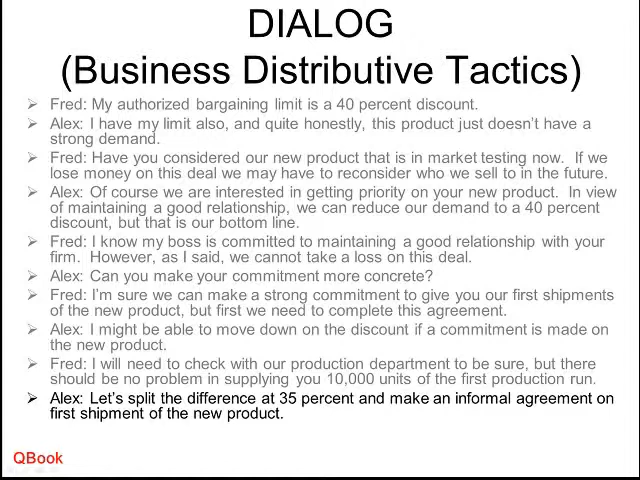 DIALOG
(Business Distributive Tactics)
➢ Fred: My authorized bargaining limit is a 40 percent discount.
➢ Alex: I have my limit also, and quite honestly, this product just doesn't have a
strong demand.
➢ Fred: Have you considered our new product that is in market testing now.  If we
lose money on this deal we may have to reconsider who we sell to in the future.
➢ Alex: Of course we are interested in getting priority on your new product.  In view
of maintaining a good relationship, we can reduce our demand to a 40 percent
discount, but that is our bottom line.
➢ Fred: I know my boss is committed to maintaining a good relationship with your
firm.  However, as I said, we cannot take a loss on this deal.
➢ Alex: Can you make your commitment more concrete?
➢ Fred: I'm sure we can make a strong commitment to give you our first shipments
of the new product, but first we need to complete this agreement.
➢ Alex: I might be able to move down on the discount if a commitment is made on
the new product.
➢ Fred: I will need to check with our production department to be sure, but there
should be no problem in supplying you 10,000 units of the first production run.
➢ Alex: Let's split the difference at 35 percent and make an informal agreement on
first shipment of the new product.
QBook